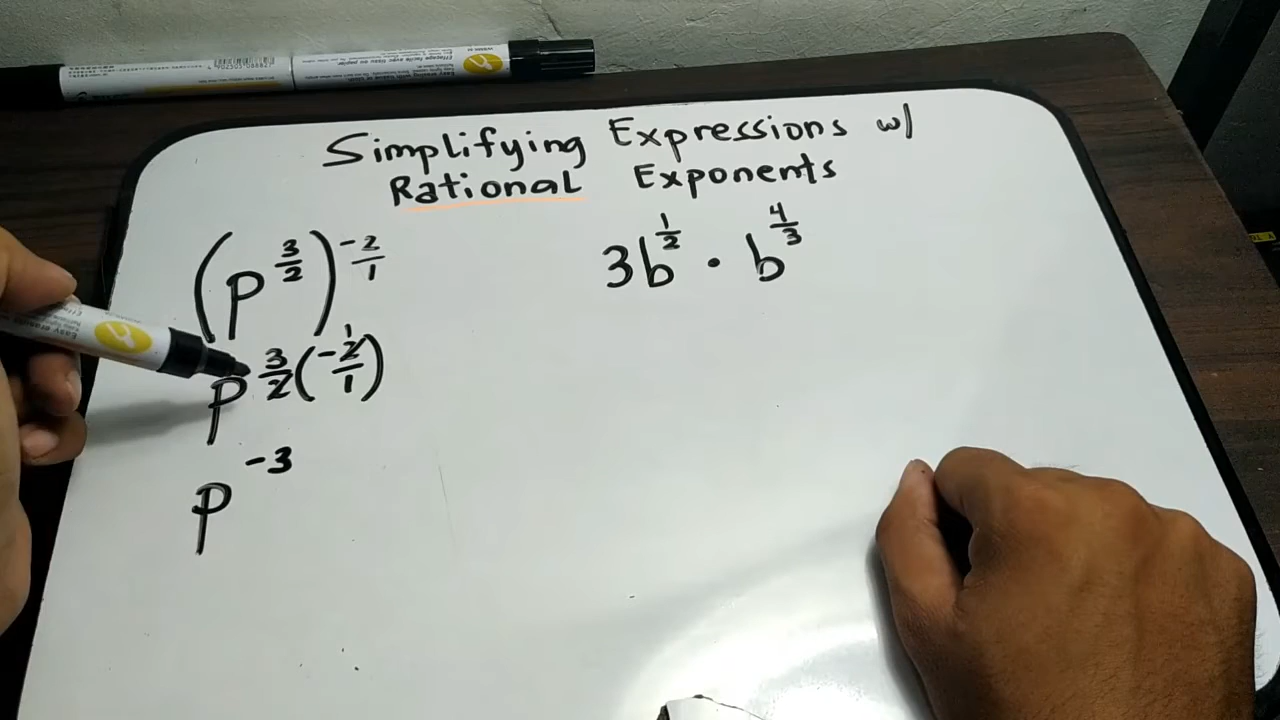 Simplifying Expressions w/
Rational Exponents
(p^{3/2})^{-2/1}
p^{3/2(-2/1)}
p^{-3}
3b^{1/2} · b^{4/3}